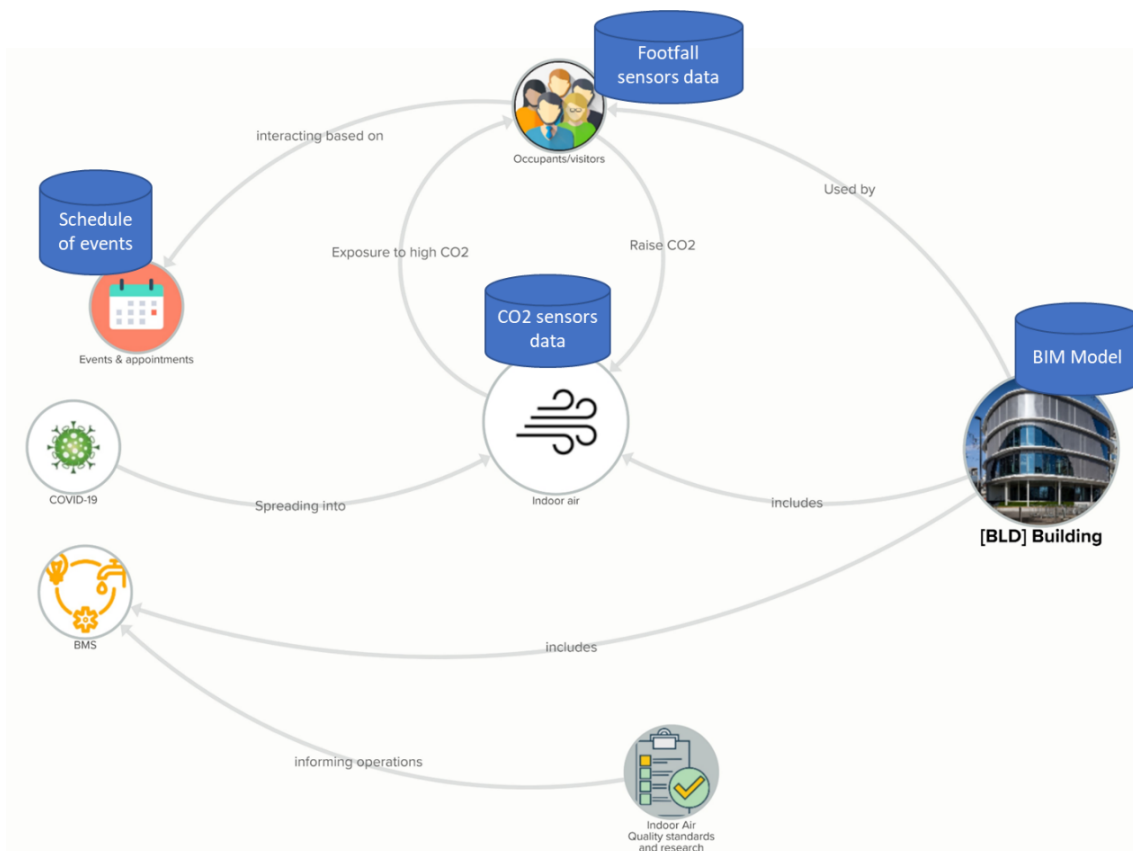 Footfall
sensors data
Occupants/visitors
interacting based on
Used by
Schedule
of events
Exposure to high CO2
Raise CO2
Events & appointments
CO2 sensors
data
BIM Model
COVID-19
Spreading into
Indoor air
includes
[BLD] Building
BMS
includes
informing operations
Indoor Air
Quality standards
and research